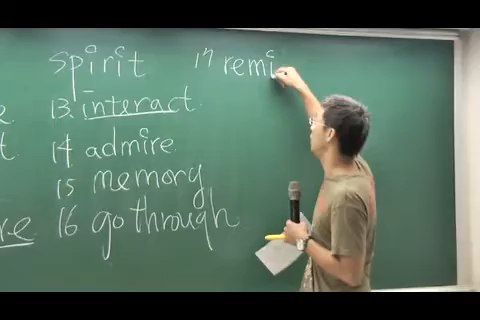 spirit
13. interact
14 admire
15 memory
16 go through
17 remi